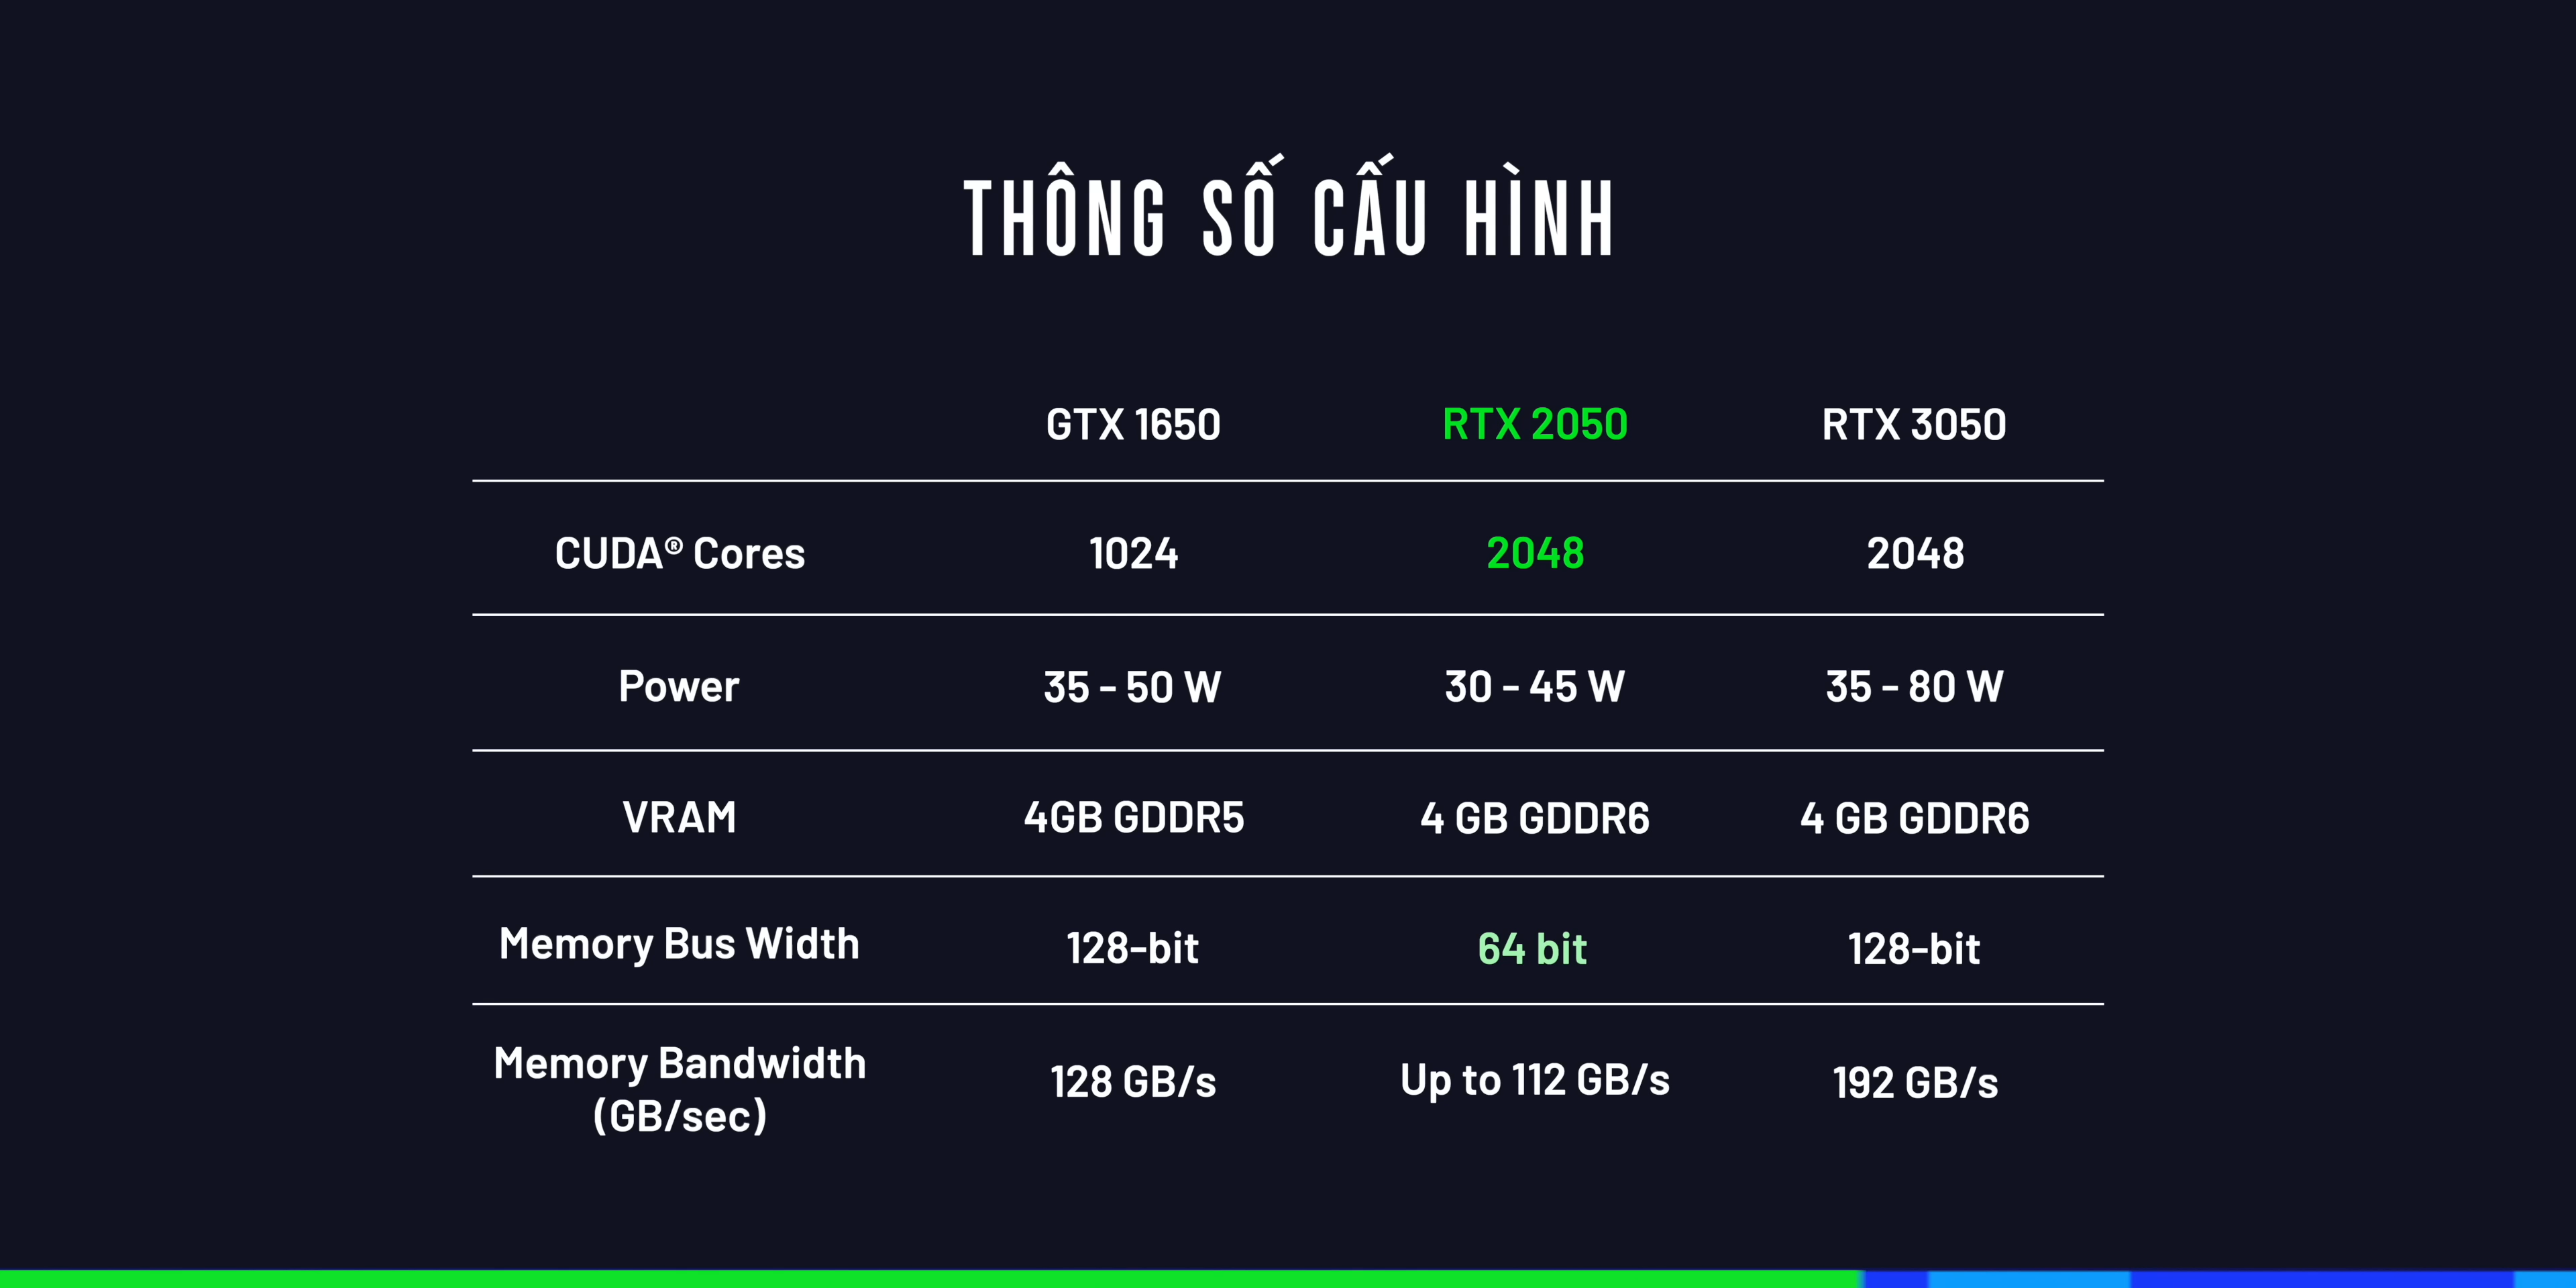 THÔNG SỐ CẤU HÌNH
GTX 1650 RTX 2050 RTX 3050
CUDA® Cores 1024 2048 2048
Power 35 - 50 W 30 - 45 W 35 - 80 W
VRAM 4GB GDDR5 4 GB GDDR6 4 GB GDDR6
Memory Bus Width 128-bit 64 bit 128-bit
Memory Bandwidth
(GB/sec) 128 GB/s Up to 112 GB/s 192 GB/s